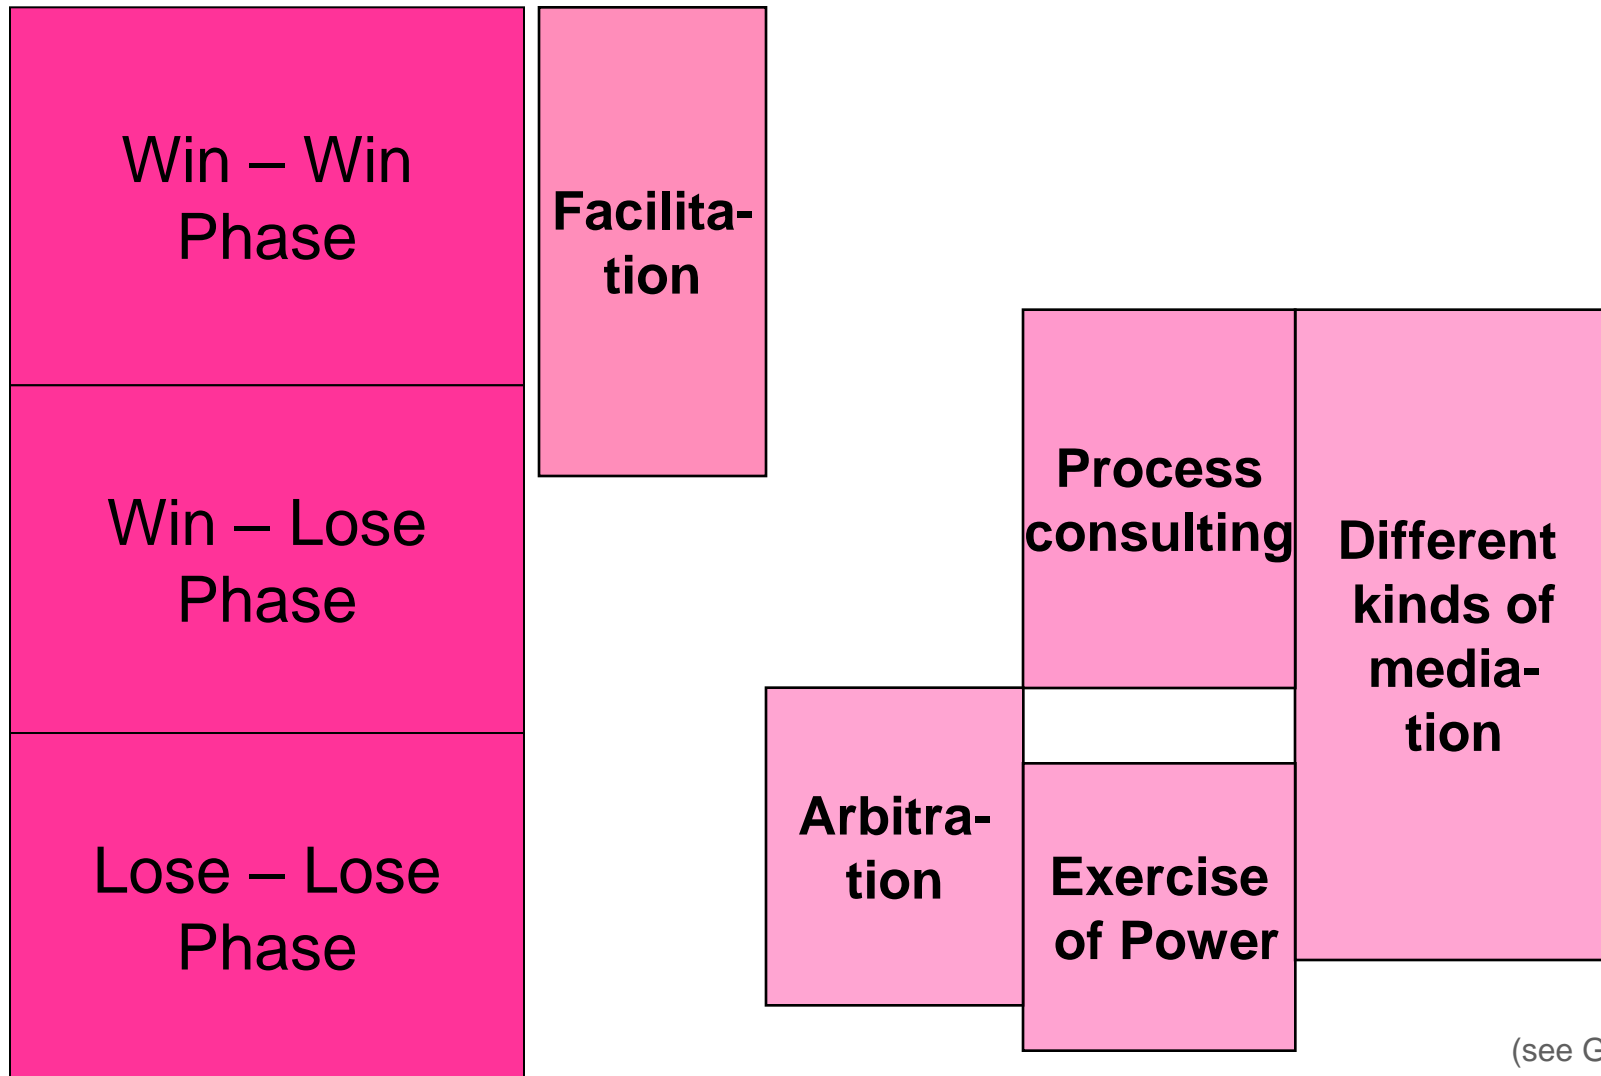 Win – Win
Phase
Facilita-
tion
Win – Lose
Phase
Process
consulting
Different
kinds of
media-
tion
Lose – Lose
Phase
Arbitra-
tion
Exercise
of Power
(see G